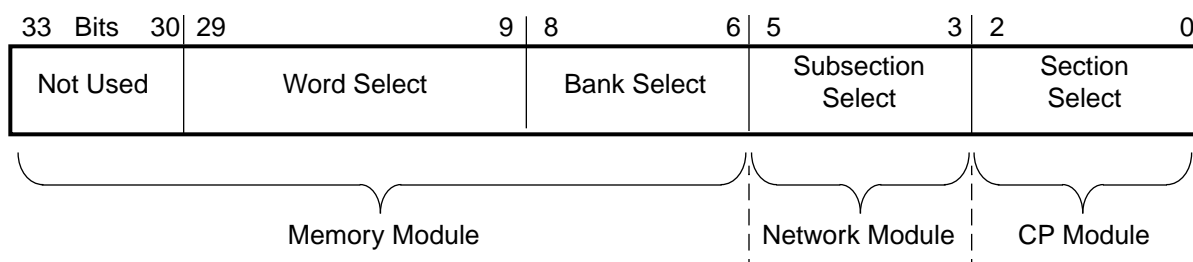 33 Bits 30 29 9 8 6 5 3 2 0
Not Used Word Select Bank Select Subsection Select Section Select
Memory Module Network Module CP Module